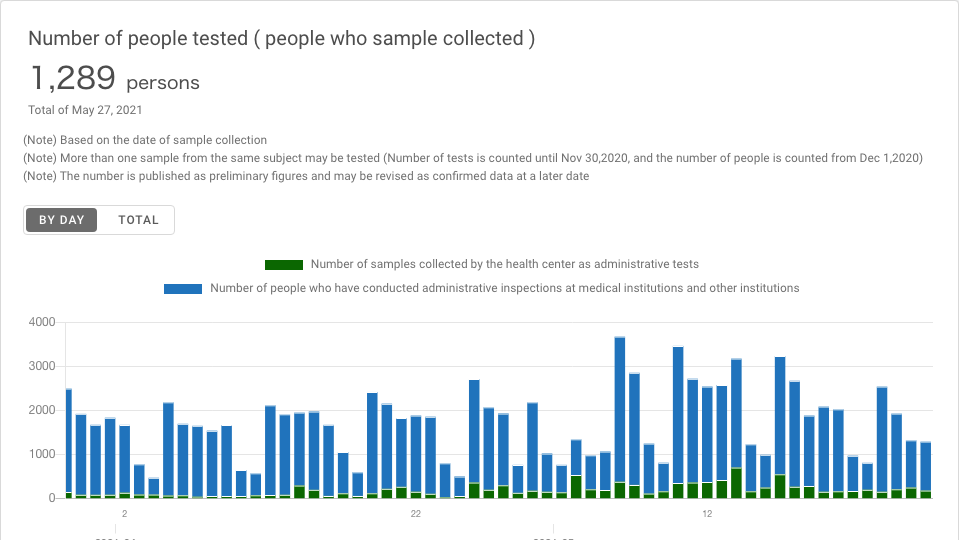 Number of people tested ( people who sample collected )
1,289 persons
Total of May 27, 2021
(Note) Based on the date of sample collection
(Note) More than one sample from the same subject may be tested (Number of tests is counted until Nov 30,2020, and the number of people is counted from Dec 1,2020)
(Note) The number is published as preliminary figures and may be revised as confirmed data at a later date
BY DAY TOTAL
Number of samples collected by the health center as administrative tests
Number of people who have conducted administrative inspections at medical institutions and other institutions
4000
3000
2000
1000
0
2 22 12